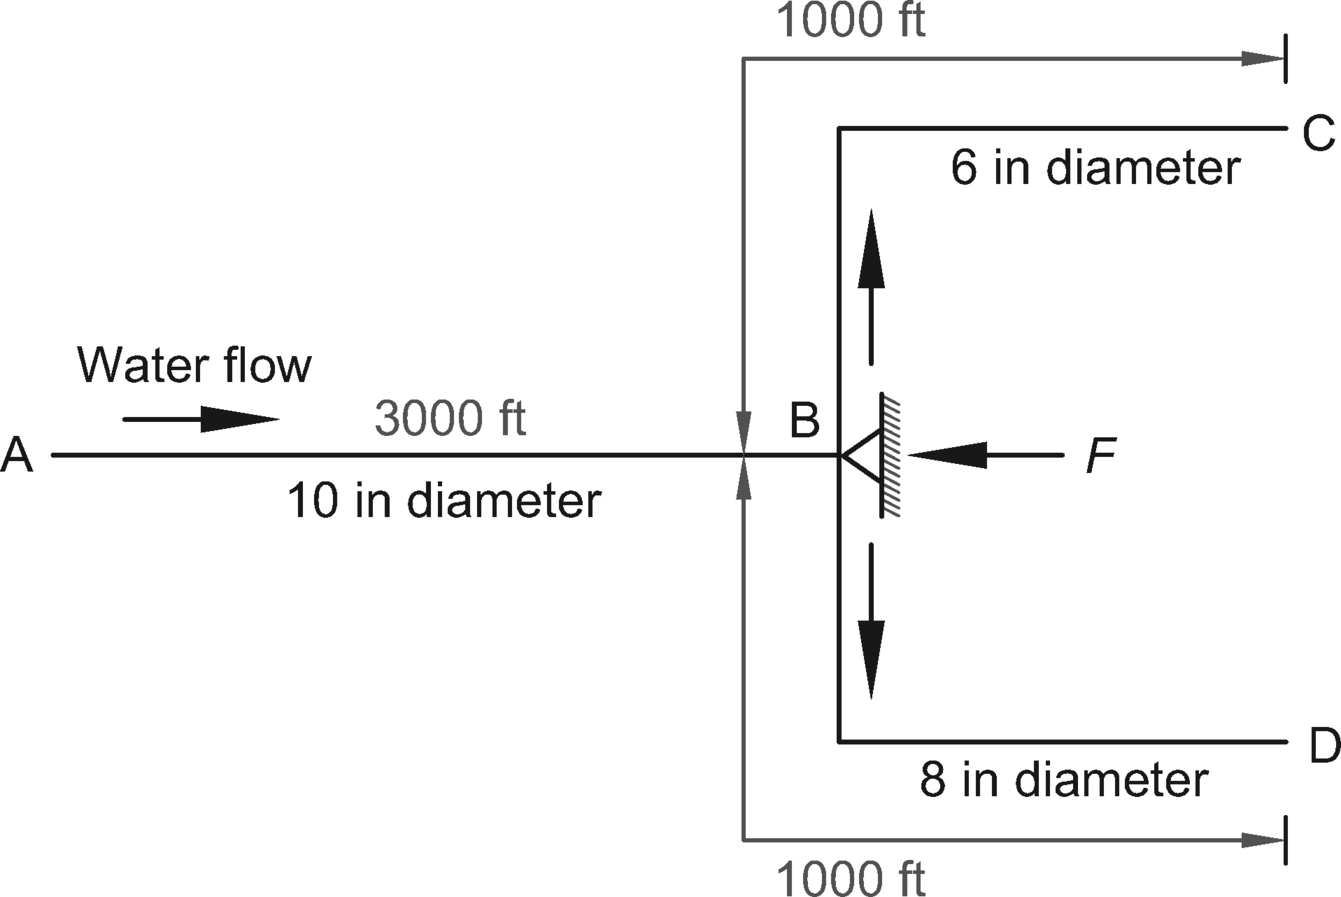 1000 ft
C
6 in diameter
Water flow
3000 ft
B
A
F
10 in diameter
D
8 in diameter
1000 ft